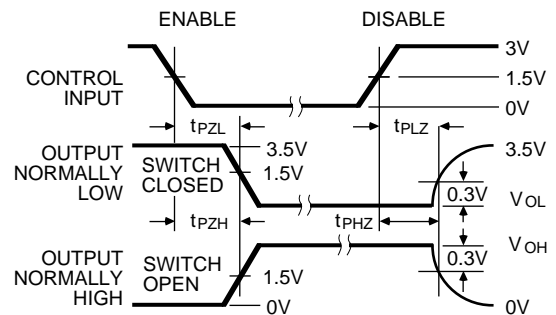 ENABLE DISABLE
3V
CONTROL INPUT 1.5V
0V
tPZL tPLZ
OUTPUT NORMALLY LOW
SWITCH CLOSED
3.5V
1.5V
3.5V
0.3V
VOL
tPZH tPHZ
VOH
OUTPUT NORMALLY HIGH
SWITCH OPEN
0.3V
1.5V
0V
0V